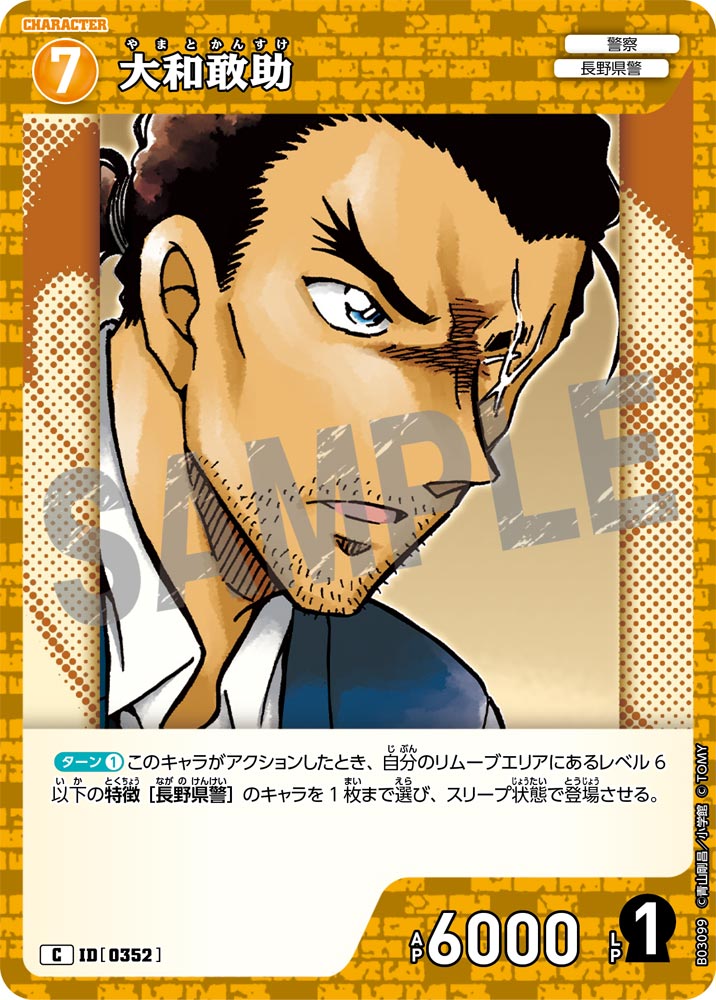 CHARACTER
7
やまとかんすけ
大和敢助
警察
長野県警
SAMPLE
ターン1 このキャラがアクションしたとき、自分のリムーブエリアにあるレベル6
以下の特徴［長野県警］のキャラを1枚まで選び、スリープ状態で登場させる。
C ID[0352]
AP 6000
LP 1
B03099 ©青山剛昌／小学館 ©TOMY